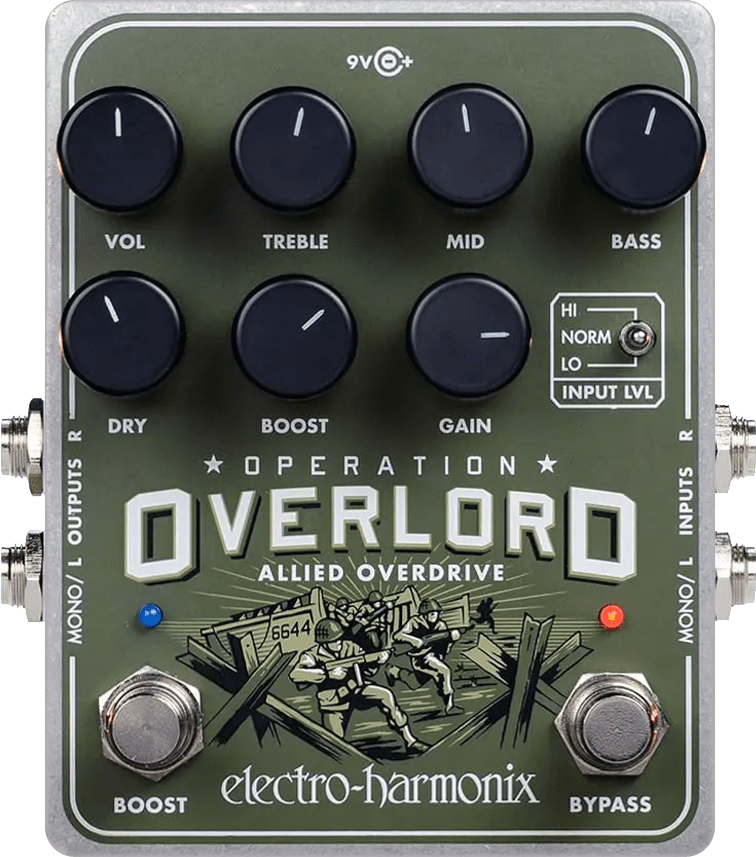 9V - +
VOL TREBLE MID BASS
HI
NORM
LO
INPUT LVL
DRY BOOST GAIN
OPERATION
OVERLORD
ALLIED OVERDRIVE
MONO/ L OUTPUTS R
MONO/ L INPUTS R
6644
electro-harmonix
BOOST BYPASS